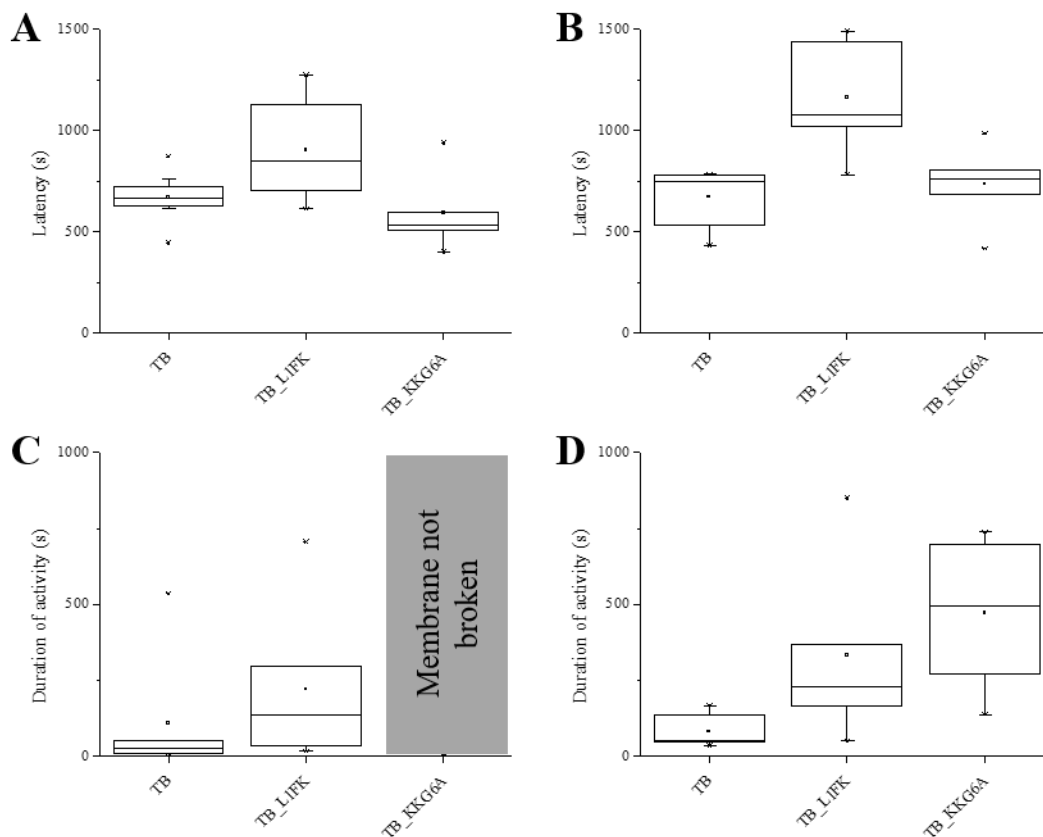 A
1500
1000
500
0
Latency (s)
TB
TB_L1FK
TB_KKG6A
B
1500
1000
500
0
Latency (s)
TB
TB_L1FK
TB_KKG6A
C
1000
500
0
Duration of activity (s)
Membrane not
broken
TB
TB_L1FK
TB_KKG6A
D
1000
500
0
Duration of activity (s)
TB
TB_L1FK
TB_KKG6A